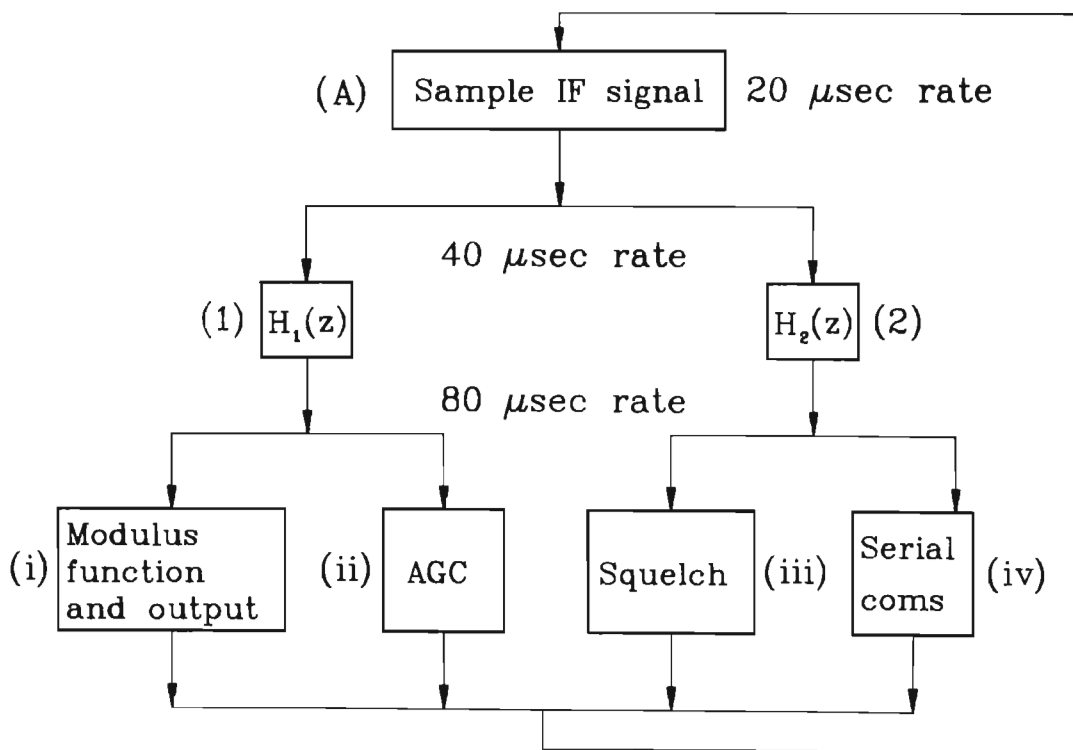 (A) Sample IF signal 20 μsec rate
40 μsec rate
(1) H₁(z) H₂(z) (2)
80 μsec rate
(i) Modulus function and output
(ii) AGC
Squelch (iii)
Serial coms (iv)